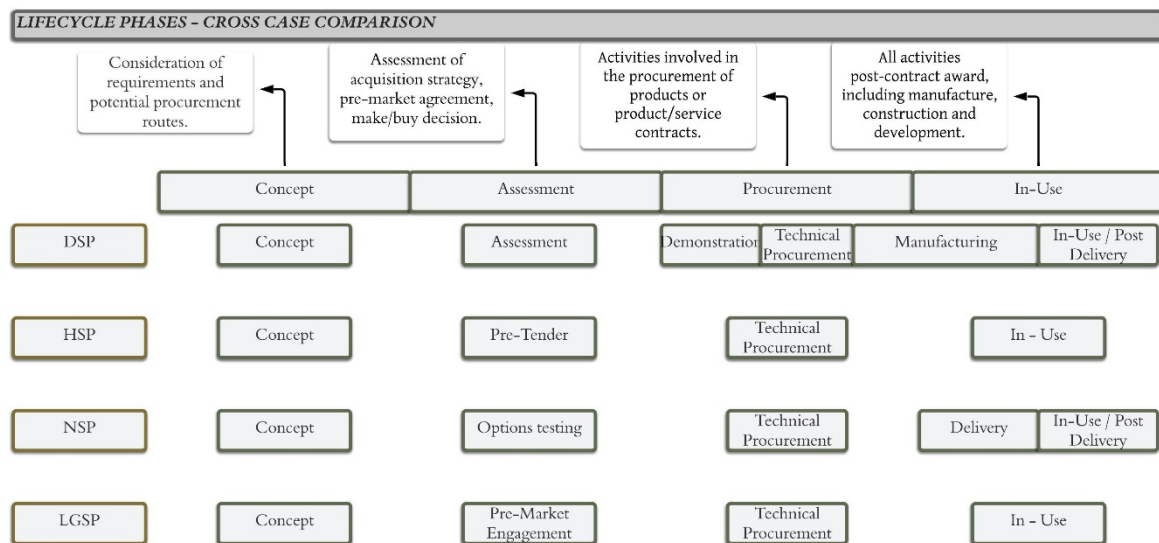 LIFECYCLE PHASES - CROSS CASE COMPARISON
Consideration of
requirements and
potential procurement
routes.
Assessment of
acquisition strategy,
pre-market agreement,
make/buy decision.
Activities involved in
the procurement of
products or
product/service
contracts.
All activities
post-contract award,
including manufacture,
construction and
development.
Concept
Assessment
Procurement
In-Use
DSP
Concept
Assessment
Demonstration
Technical
Procurement
Manufacturing
In-Use / Post
Delivery
HSP
Concept
Pre-Tender
Technical
Procurement
In - Use
NSP
Concept
Options testing
Technical
Procurement
Delivery
In-Use / Post
Delivery
LGSP
Concept
Pre-Market
Engagement
Technical
Procurement
In - Use